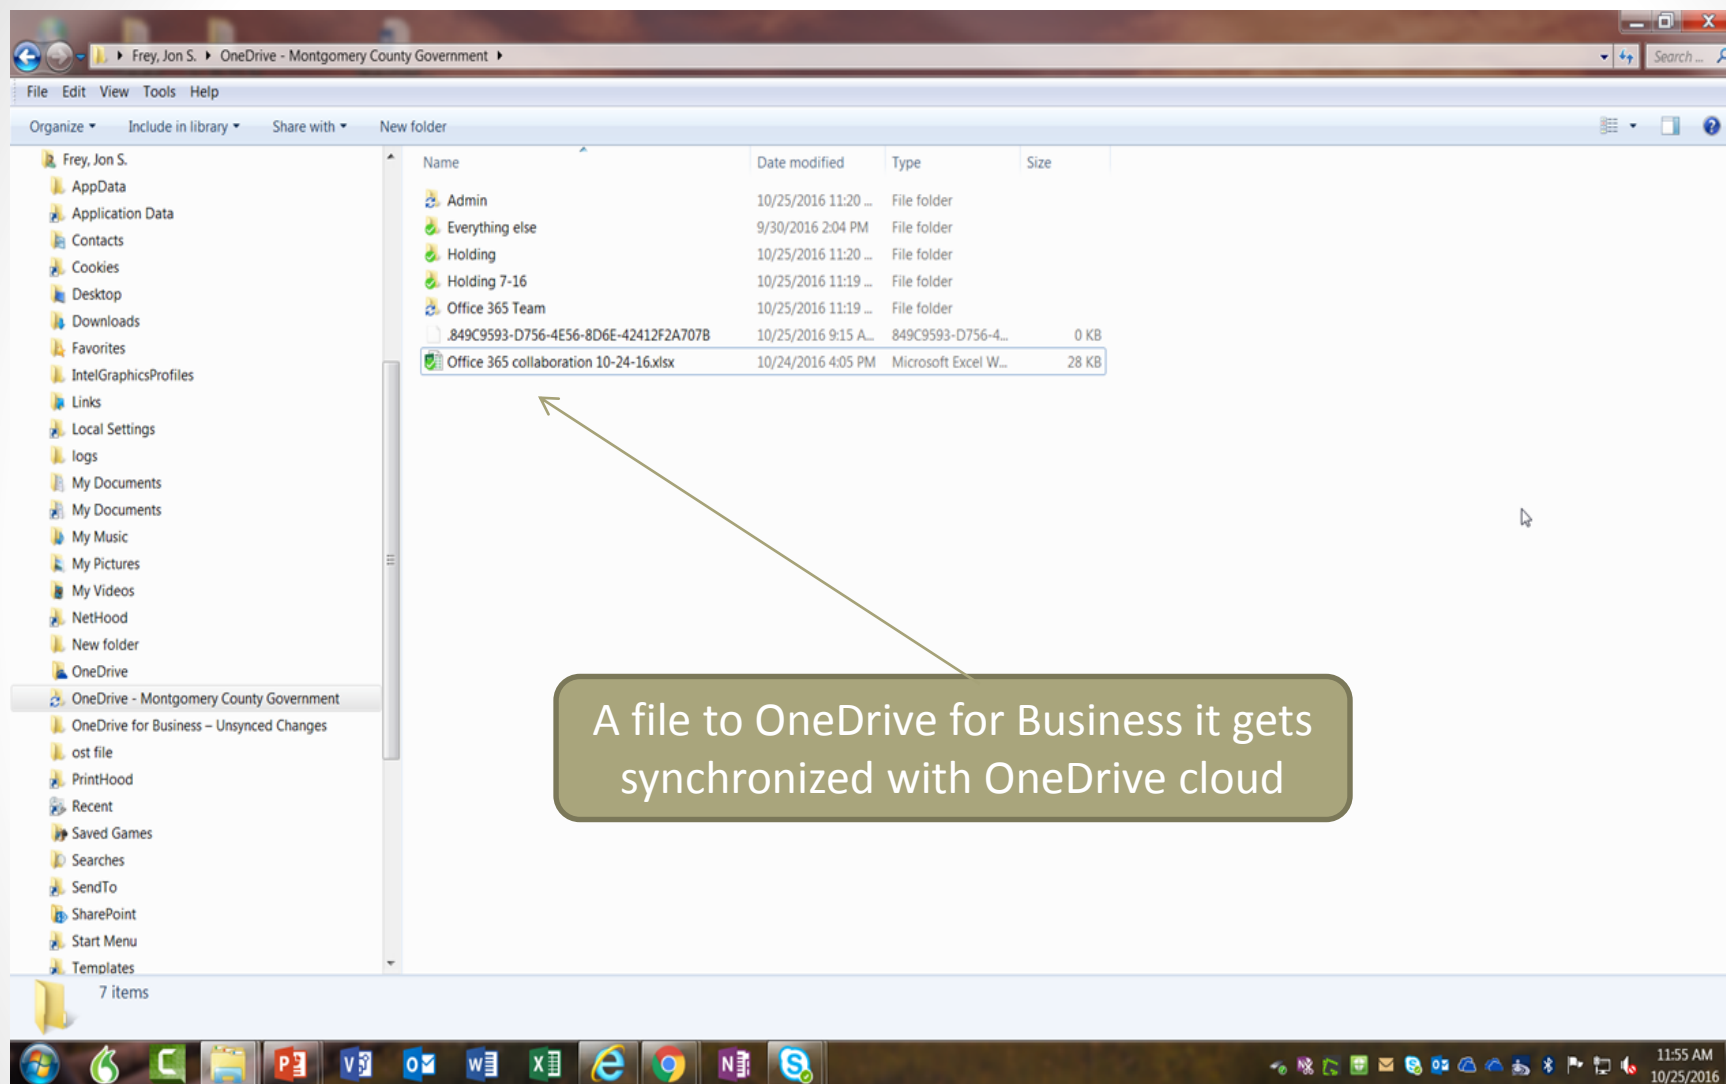 Frey, Jon S. OneDrive - Montgomery County Government
Search ...
File Edit View Tools Help
Organize Include in library Share with New folder
Name Date modified Type Size
Frey, Jon S.
AppData
Application Data
Contacts
Cookies
Desktop
Downloads
Favorites
IntelGraphicsProfiles
Links
Local Settings
logs
My Documents
My Documents
My Music
My Pictures
My Videos
NetHood
New folder
OneDrive
OneDrive - Montgomery County Government
OneDrive for Business – Unsynced Changes
ost file
PrintHood
Recent
Saved Games
Searches
SendTo
SharePoint
Start Menu
Templates
Admin 10/25/2016 11:20 ... File folder
Everything else 9/30/2016 2:04 PM File folder
Holding 10/25/2016 11:20 ... File folder
Holding 7-16 10/25/2016 11:19 ... File folder
Office 365 Team 10/25/2016 11:19 ... File folder
.849C9593-D756-4E56-8D6E-42412F2A707B 10/25/2016 9:15 A... 849C9593-D756-4... 0 KB
Office 365 collaboration 10-24-16.xlsx 10/24/2016 4:05 PM Microsoft Excel W... 28 KB
A file to OneDrive for Business it gets
synchronized with OneDrive cloud
7 items
11:55 AM
10/25/2016